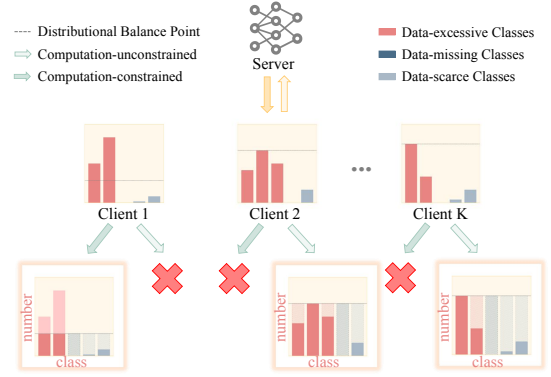 Distributional Balance Point
Computation-unconstrained
Computation-constrained
Server
Data-excessive Classes
Data-missing Classes
Data-scarce Classes
Client 1
Client 2
...
Client K
number
class
number
class
number
class